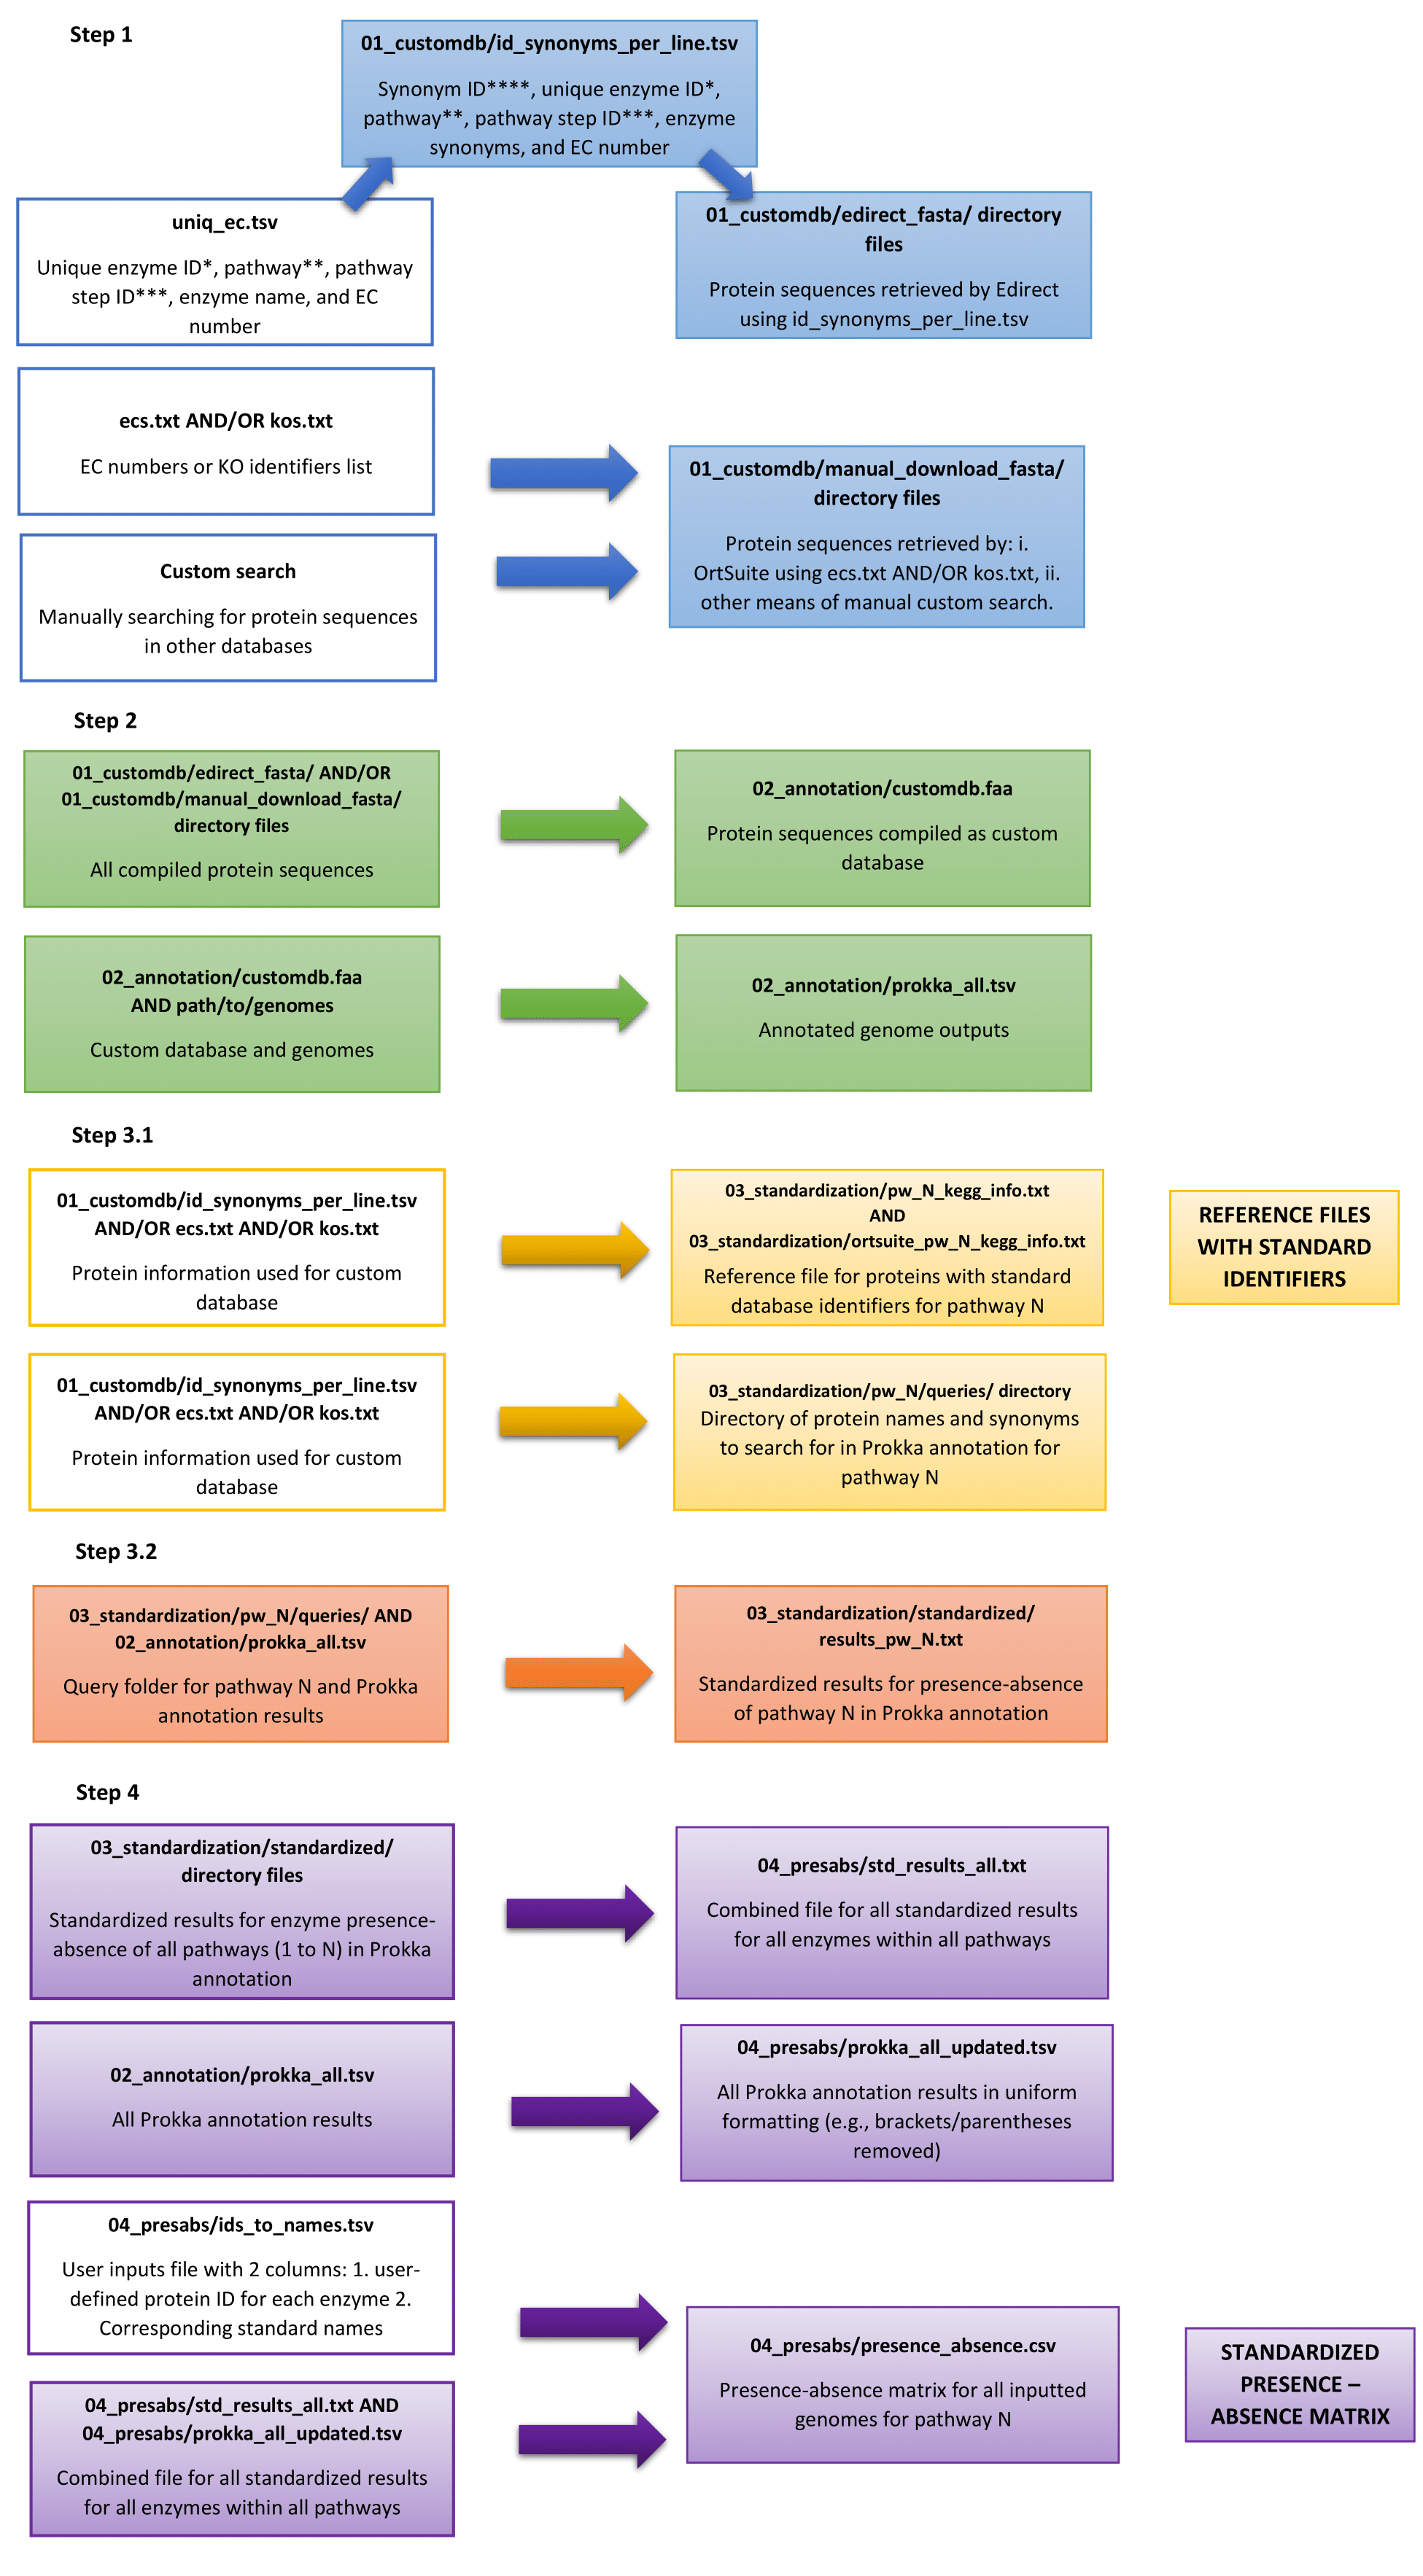 Step 1
01_customdb/id_synonyms_per_line.tsv
Synonym ID****, unique enzyme ID*,
pathway**, pathway step ID***, enzyme
synonyms, and EC number
uniq_ec.tsv
Unique enzyme ID*, pathway**, pathway
step ID***, enzyme name, and EC
number
01_customdb/edirect_fasta/ directory
files
Protein sequences retrieved by Edirect
using id_synonyms_per_line.tsv
ecs.txt AND/OR kos.txt
EC numbers or KO identifiers list
Custom search
Manually searching for protein sequences
in other databases
01_customdb/manual_download_fasta/
directory files
Protein sequences retrieved by: i.
OrtSuite using ecs.txt AND/OR kos.txt, ii.
other means of manual custom search.
Step 2
01_customdb/edirect_fasta/ AND/OR
01_customdb/manual_download_fasta/
directory files
All compiled protein sequences
02_annotation/customdb.faa
Protein sequences compiled as custom
database
02_annotation/customdb.faa
AND path/to/genomes
Custom database and genomes
02_annotation/prokka_all.tsv
Annotated genome outputs
Step 3.1
01_customdb/id_synonyms_per_line.tsv
AND/OR ecs.txt AND/OR kos.txt
Protein information used for custom
database
03_standardization/pw_N_kegg_info.txt
AND
03_standardization/ortsuite_pw_N_kegg_info.txt
Reference file for proteins with standard
database identifiers for pathway N
REFERENCE FILES
WITH STANDARD
IDENTIFIERS
01_customdb/id_synonyms_per_line.tsv
AND/OR ecs.txt AND/OR kos.txt
Protein information used for custom
database
03_standardization/pw_N/queries/ directory
Directory of protein names and synonyms
to search for in Prokka annotation for
pathway N
Step 3.2
03_standardization/pw_N/queries/ AND
02_annotation/prokka_all.tsv
Query folder for pathway N and Prokka
annotation results
03_standardization/standardized/
results_pw_N.txt
Standardized results for presence-absence
of pathway N in Prokka annotation
Step 4
03_standardization/standardized/
directory files
Standardized results for enzyme presence-
absence of all pathways (1 to N) in Prokka
annotation
04_presabs/std_results_all.txt
Combined file for all standardized results
for all enzymes within all pathways
02_annotation/prokka_all.tsv
All Prokka annotation results
04_presabs/prokka_all_updated.tsv
All Prokka annotation results in uniform
formatting (e.g., brackets/parentheses
removed)
04_presabs/ids_to_names.tsv
User inputs file with 2 columns: 1. user-
defined protein ID for each enzyme 2.
Corresponding standard names
04_presabs/std_results_all.txt AND
04_presabs/prokka_all_updated.tsv
Combined file for all standardized results
for all enzymes within all pathways
04_presabs/presence_absence.csv
Presence-absence matrix for all inputted
genomes for pathway N
STANDARDIZED
PRESENCE –
ABSENCE MATRIX